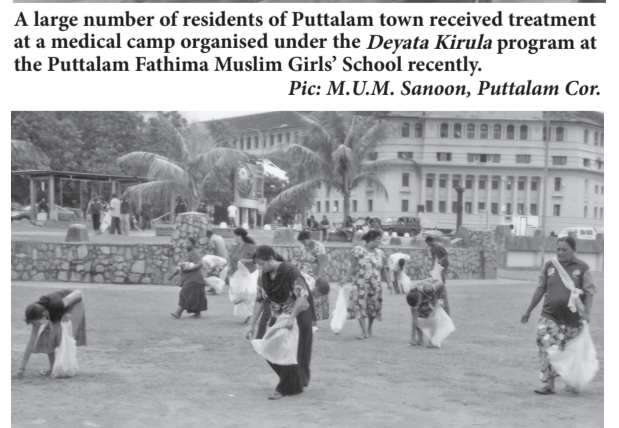 A large number of residents of Puttalam town received treatment
at a medical camp organised under the Deyata Kirula program at
the Puttalam Fathima Muslim Girls’ School recently.
Pic: M.U.M. Sanoon, Puttalam Cor.